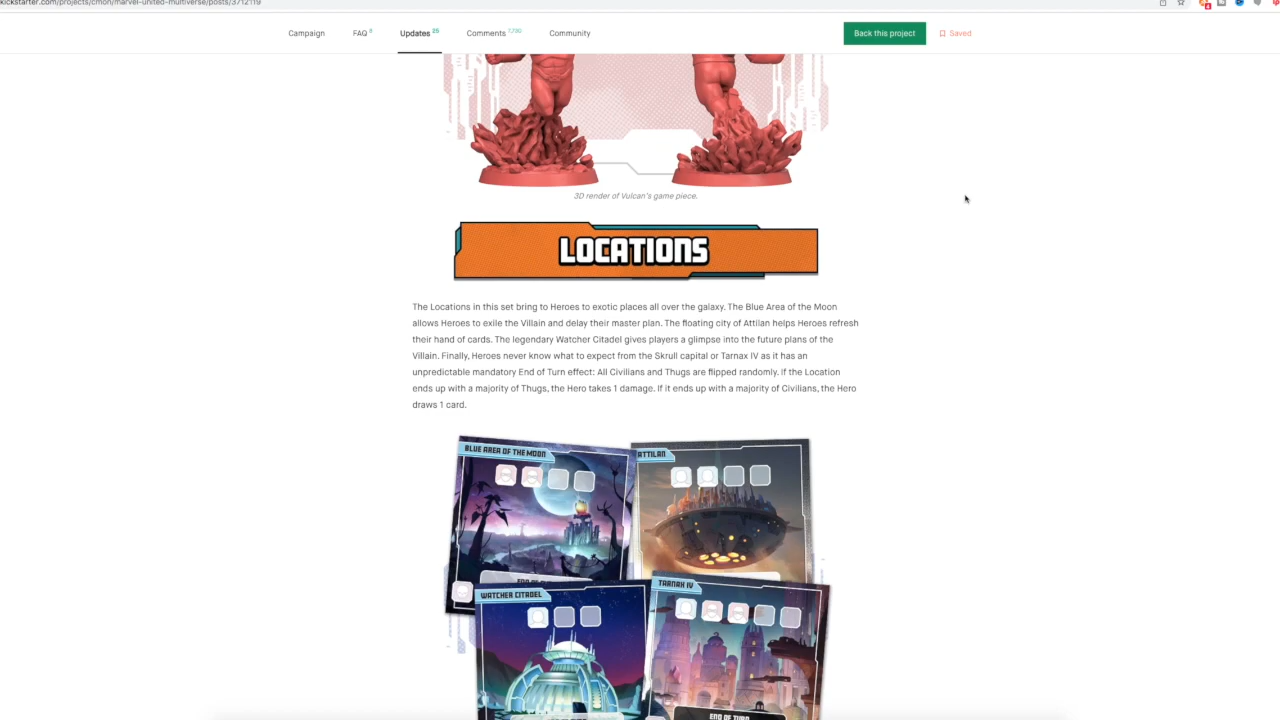 kickstarter.com/projects/cmon/marvel-united-multiverse/posts/3712119
4
Campaign FAQ 8 Updates 25 Comments 7,730 Community Back this project Saved
3D render of Vulcan's game piece.
LOCATIONS
The Locations in this set bring to Heroes to exotic places all over the galaxy. The Blue Area of the Moon
allows Heroes to exile the Villain and delay their master plan. The floating city of Attilan helps Heroes refresh
their hand of cards. The legendary Watcher Citadel gives players a glimpse into the future plans of the
Villain. Finally, Heroes never know what to expect from the Skrull capital or Tarnax IV as it has an
unpredictable mandatory End of Turn effect: All Civilians and Thugs are flipped randomly. If the Location
ends up with a majority of Thugs, the Hero takes 1 damage. If it ends up with a majority of Civilians, the Hero
draws 1 card.
BLUE AREA OF THE MOON
ATTILAN
WATCHER CITADEL
TARNAX IV
END OF TURN